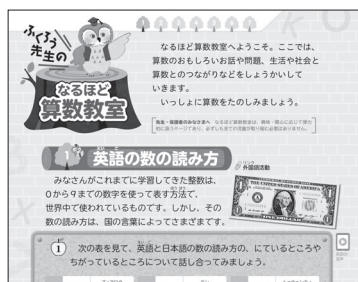 ふくろう
先生の
なるほど
算数教室
なるほど算数教室へようこそ。ここでは、
算数のおもしろいお話や問題、生活や社会と
算数とのつながりなどをしょうかいして
いきます。
いっしょに算数をたのしみましょう。
英語の数の読み方
リンク
外国語活動
みなさんがこれまでに学習してきた整数は、
0から9までの数字を使って表す方法で、
世界中で使われているものです。しかし、その
数の読み方は、国の言葉によってさまざまです。
1 次の表を見て、英語と日本語の数の読み方の、にているところや
ちがっているところについて話し合ってみましょう。